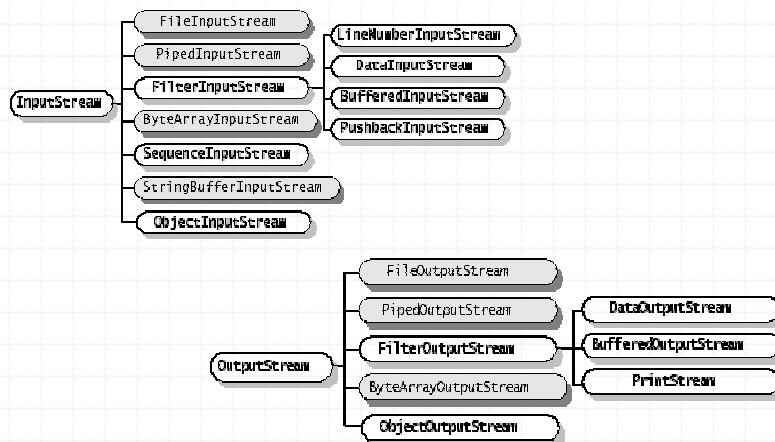 FileInputStream
LineNumberInputStream
PipedInputStream
DataInputStream
FilterInputStream
InputStream
BufferedInputStream
ByteArrayInputStream
PushbackInputStream
SequenceInputStream
StringBufferInputStream
ObjectInputStream
FileOutputStream
PipedOutputStream
DataOutputStream
FilterOutputStream
BufferedOutputStream
OutputStream
PrintStream
ByteArrayOutputStream
ObjectOutputStream